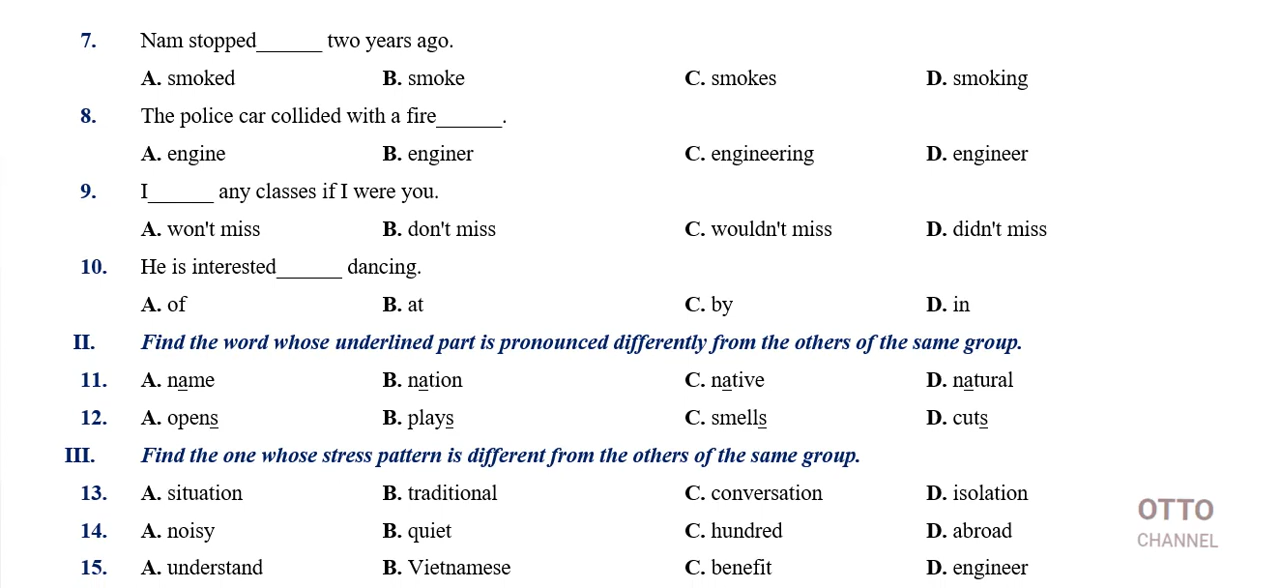 7. Nam stopped______ two years ago.
A. smoked B. smoke C. smokes D. smoking
8. The police car collided with a fire______.
A. engine B. enginer C. engineering D. engineer
9. I______ any classes if I were you.
A. won't miss B. don't miss C. wouldn't miss D. didn't miss
10. He is interested______ dancing.
A. of B. at C. by D. in
II. Find the word whose underlined part is pronounced differently from the others of the same group.
11. A. name B. nation C. native D. natural
12. A. opens B. plays C. smells D. cuts
III. Find the one whose stress pattern is different from the others of the same group.
13. A. situation B. traditional C. conversation D. isolation
14. A. noisy B. quiet C. hundred D. abroad
15. A. understand B. Vietnamese C. benefit D. engineer
OTTO
CHANNEL